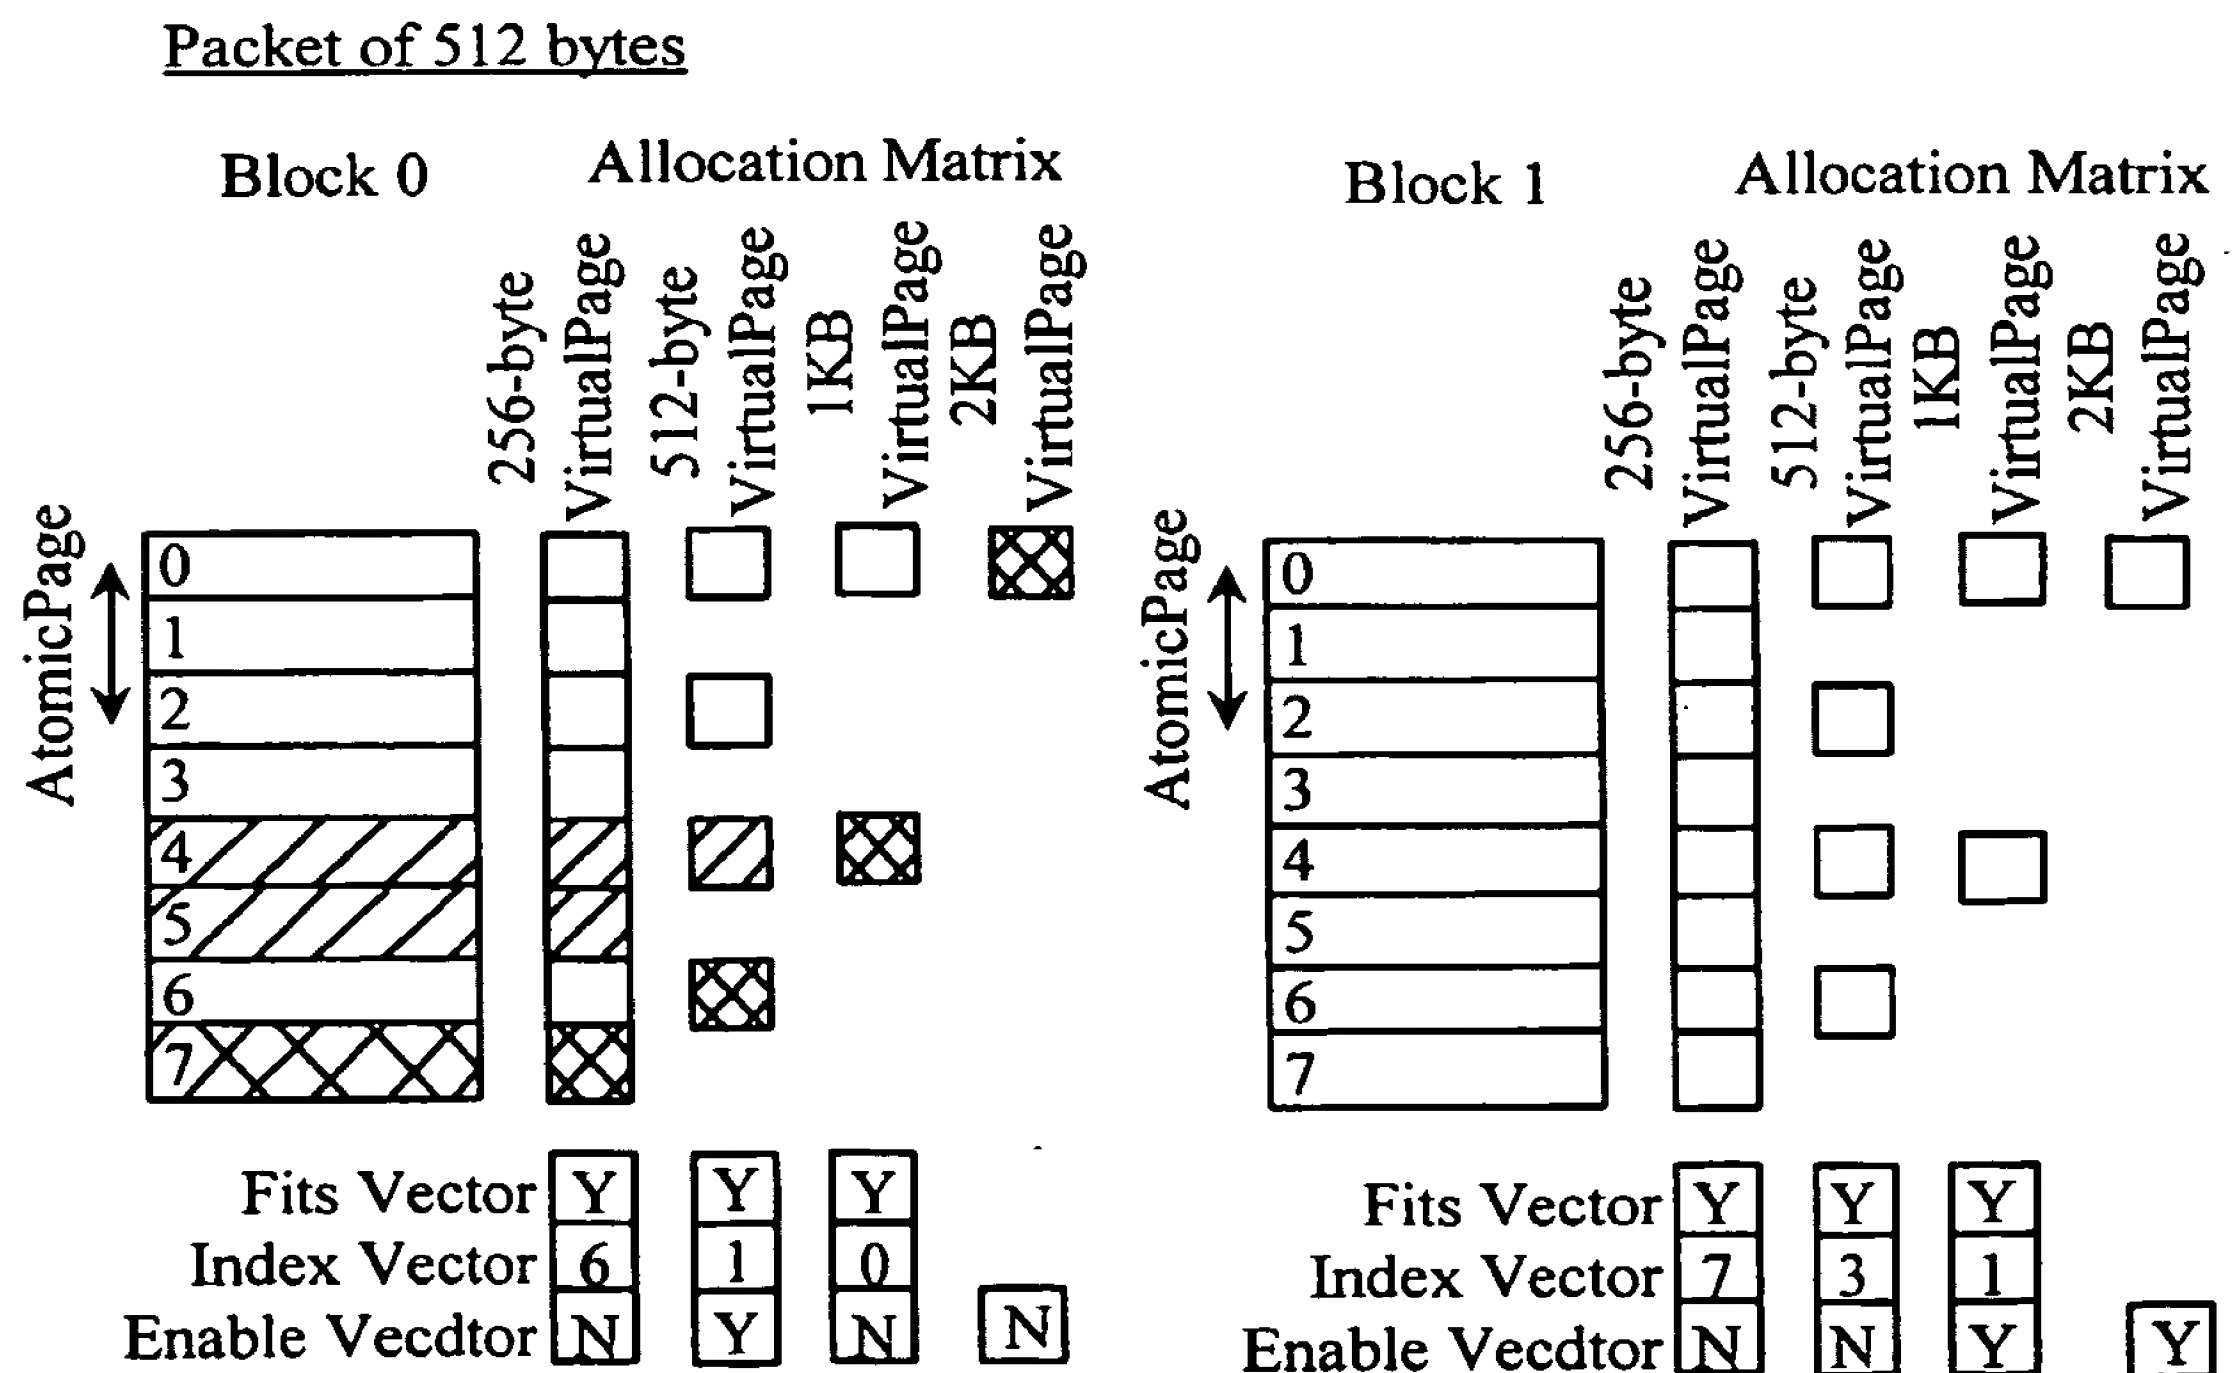 Packet of 512 bytes
Block 0
Allocation Matrix
256-byte
VirtualPage
512-byte
VirtualPage
1KB
VirtualPage
2KB
VirtualPage
AtomicPage
0
1
2
3
4
5
6
7
Fits Vector Y Y Y
Index Vector 6 1 0
Enable Vecdtor N Y N N
Block 1
Allocation Matrix
256-byte
VirtualPage
512-byte
VirtualPage
1KB
VirtualPage
2KB
VirtualPage
AtomicPage
0
1
2
3
4
5
6
7
Fits Vector Y Y Y
Index Vector 7 3 1
Enable Vecdtor N N Y Y